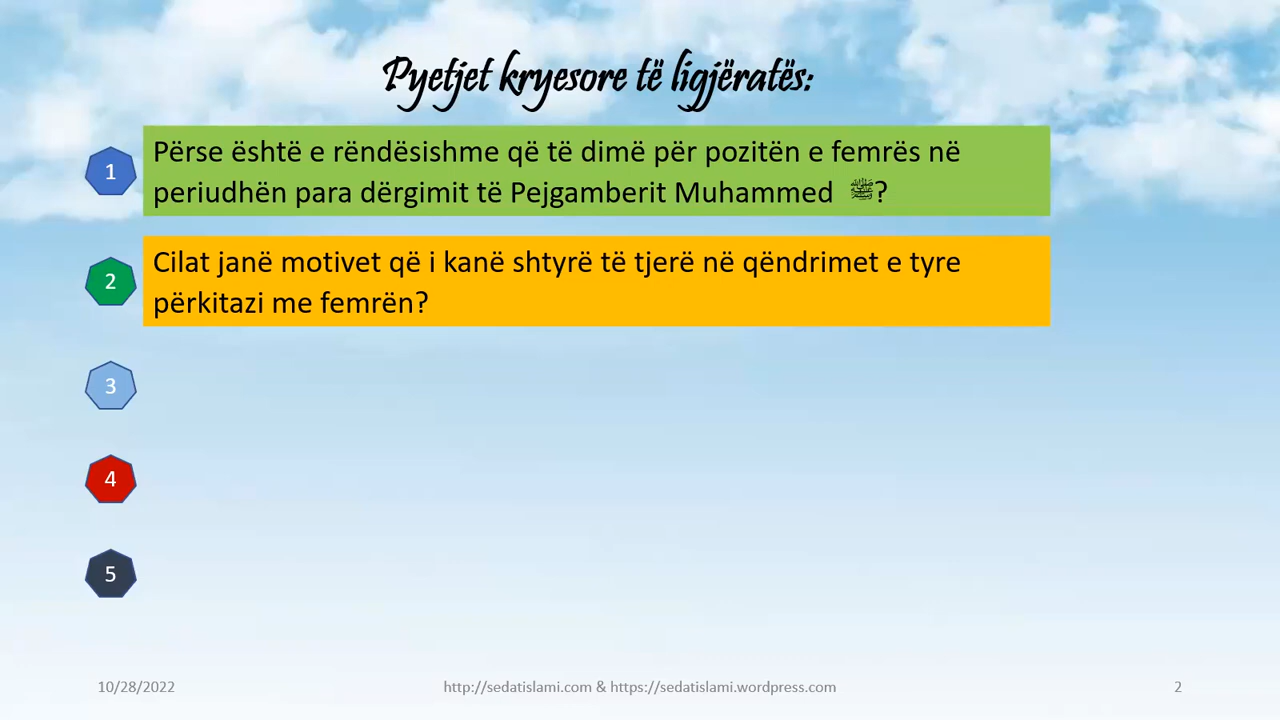 Pyetjet kryesore të ligjëratës:
1
Përse është e rëndësishme që të dimë për pozitën e femrës në
periudhën para dërgimit të Pejgamberit Muhammed ﷺ?
2
Cilat janë motivet që i kanë shtyrë të tjerë në qëndrimet e tyre
përkitazi me femrën?
3
4
5
10/28/2022
http://sedatislami.com & https://sedatislami.wordpress.com
2